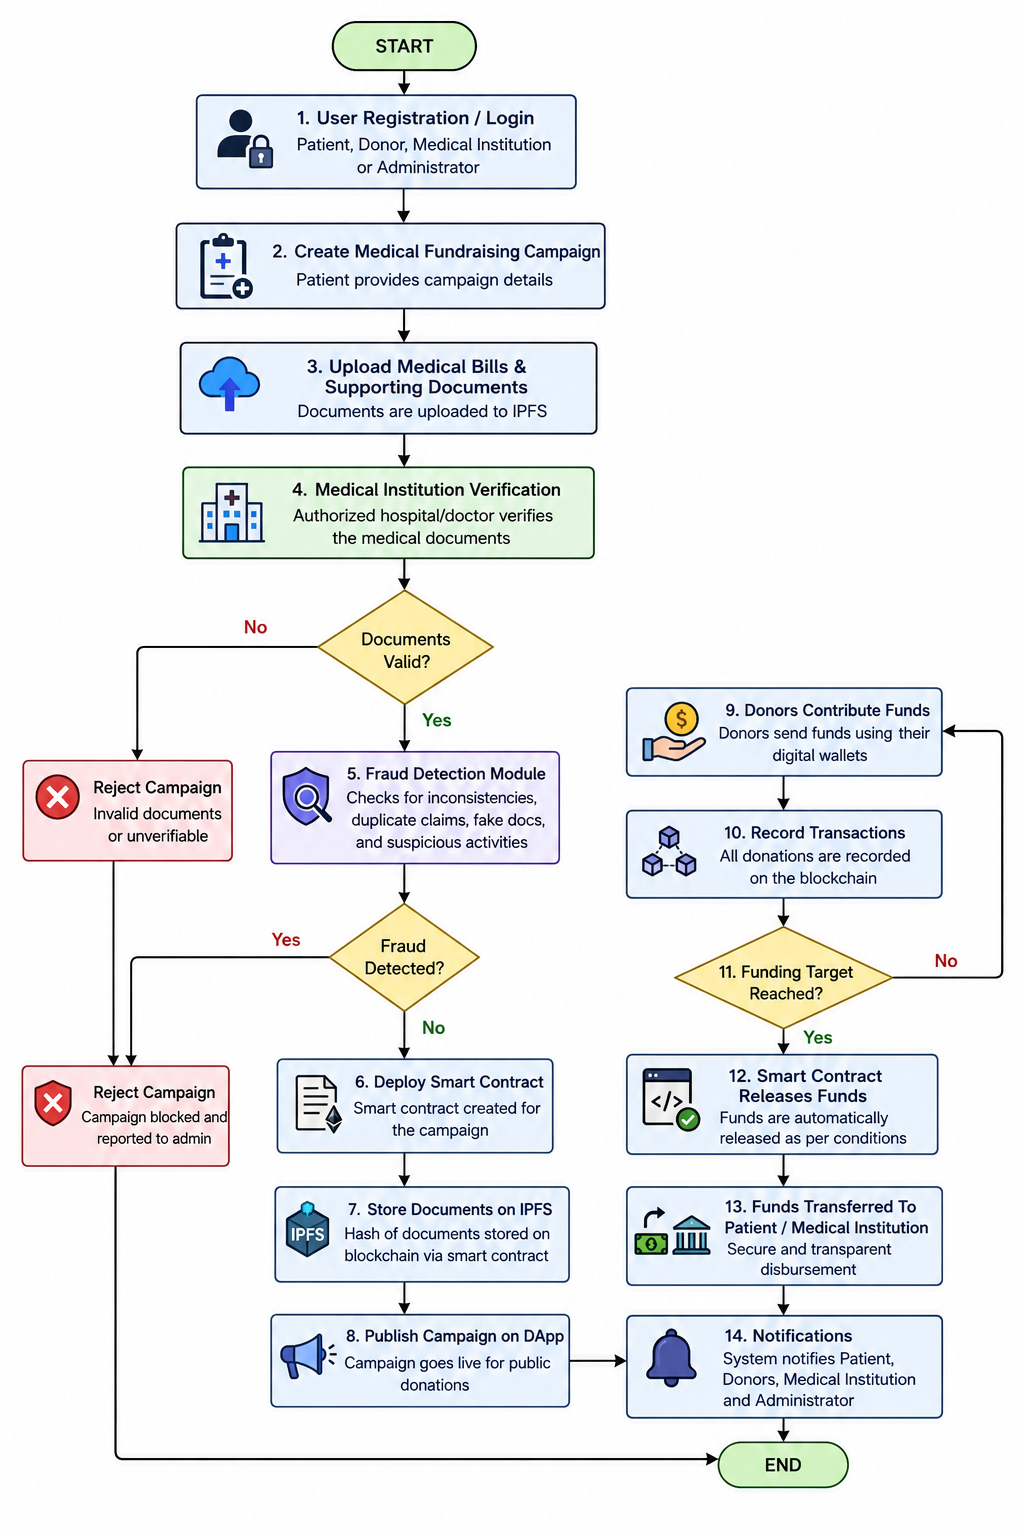 START
1. User Registration / Login
Patient, Donor, Medical Institution
or Administrator
2. Create Medical Fundraising Campaign
Patient provides campaign details
3. Upload Medical Bills &
Supporting Documents
Documents are uploaded to IPFS
4. Medical Institution Verification
Authorized hospital/doctor verifies
the medical documents
Documents
Valid?
No
Yes
Reject Campaign
Invalid documents
or unverifiable
5. Fraud Detection Module
Checks for inconsistencies,
duplicate claims, fake docs,
and suspicious activities
Fraud
Detected?
Yes
No
Reject Campaign
Campaign blocked and
reported to admin
6. Deploy Smart Contract
Smart contract created for
the campaign
IPFS
7. Store Documents on IPFS
Hash of documents stored on
blockchain via smart contract
8. Publish Campaign on DApp
Campaign goes live for public
donations
$
9. Donors Contribute Funds
Donors send funds using their
digital wallets
10. Record Transactions
All donations are recorded
on the blockchain
11. Funding Target
Reached?
No
Yes
</>
12. Smart Contract
Releases Funds
Funds are automatically
released as per conditions
13. Funds Transferred To
Patient / Medical Institution
Secure and transparent
disbursement
14. Notifications
System notifies Patient,
Donors, Medical Institution
and Administrator
END